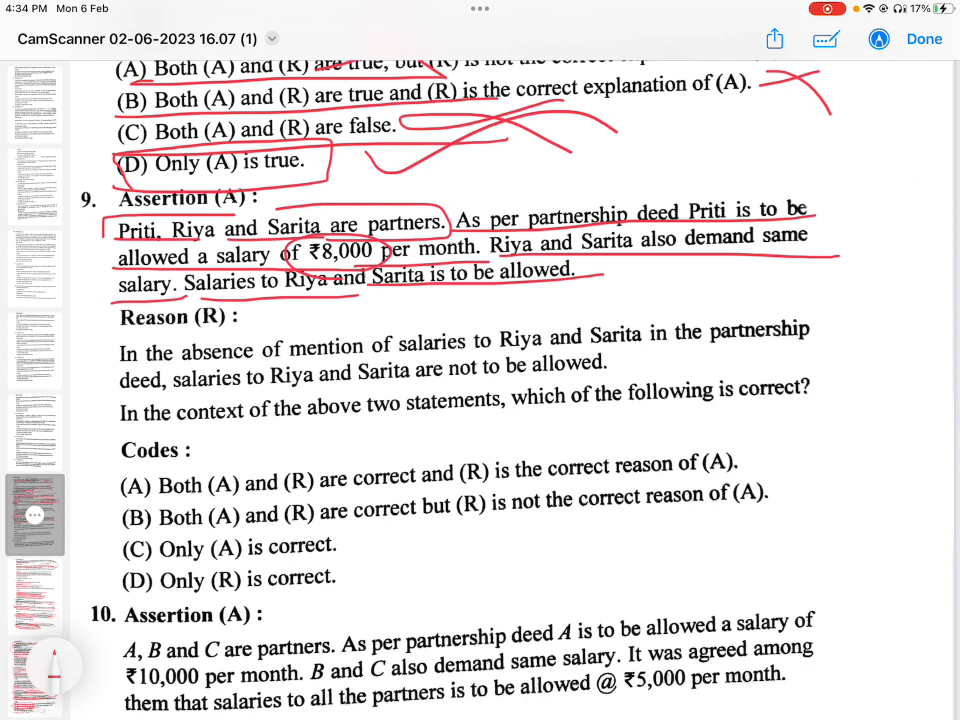 4:34 PM Mon 6 Feb
17%
CamScanner 02-06-2023 16.07 (1)
Done
(A) Both (A) and (R) are true, but (R) is not the correct
(B) Both (A) and (R) are true and (R) is the correct explanation of (A).
(C) Both (A) and (R) are false.
(D) Only (A) is true.
9. Assertion (A) :
Priti, Riya and Sarita are partners. As per partnership deed Priti is to be
allowed a salary of ₹8,000 per month. Riya and Sarita also demand same
salary. Salaries to Riya and Sarita is to be allowed.
Reason (R) :
In the absence of mention of salaries to Riya and Sarita in the partnership
deed, salaries to Riya and Sarita are not to be allowed.
In the context of the above two statements, which of the following is correct?
Codes :
(A) Both (A) and (R) are correct and (R) is the correct reason of (A).
(B) Both (A) and (R) are correct but (R) is not the correct reason of (A).
(C) Only (A) is correct.
(D) Only (R) is correct.
10. Assertion (A) :
A, B and C are partners. As per partnership deed A is to be allowed a salary of
₹10,000 per month. B and C also demand same salary. It was agreed among
them that salaries to all the partners is to be allowed @ ₹5,000 per month.